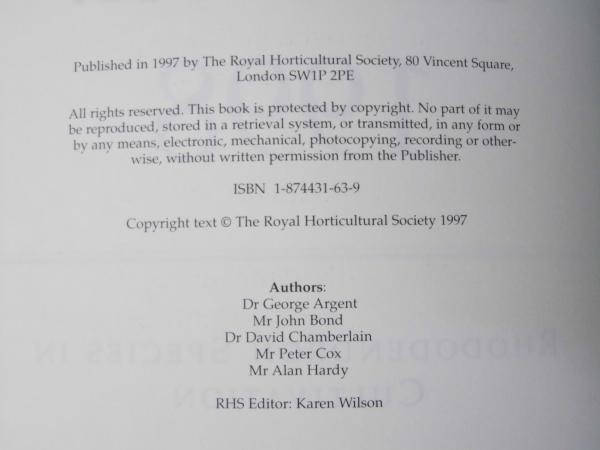 Published in 1997 by The Royal Horticultural Society, 80 Vincent Square,
London SW1P 2PE
All rights reserved. This book is protected by copyright. No part of it may
be reproduced, stored in a retrieval system, or transmitted, in any form or
by any means, electronic, mechanical, photocopying, recording or other-
wise, without written permission from the Publisher.
ISBN 1-874431-63-9
Copyright text © The Royal Horticultural Society 1997
Authors:
Dr George Argent
Mr John Bond
Dr David Chamberlain
Mr Peter Cox
Mr Alan Hardy
RHS Editor: Karen Wilson